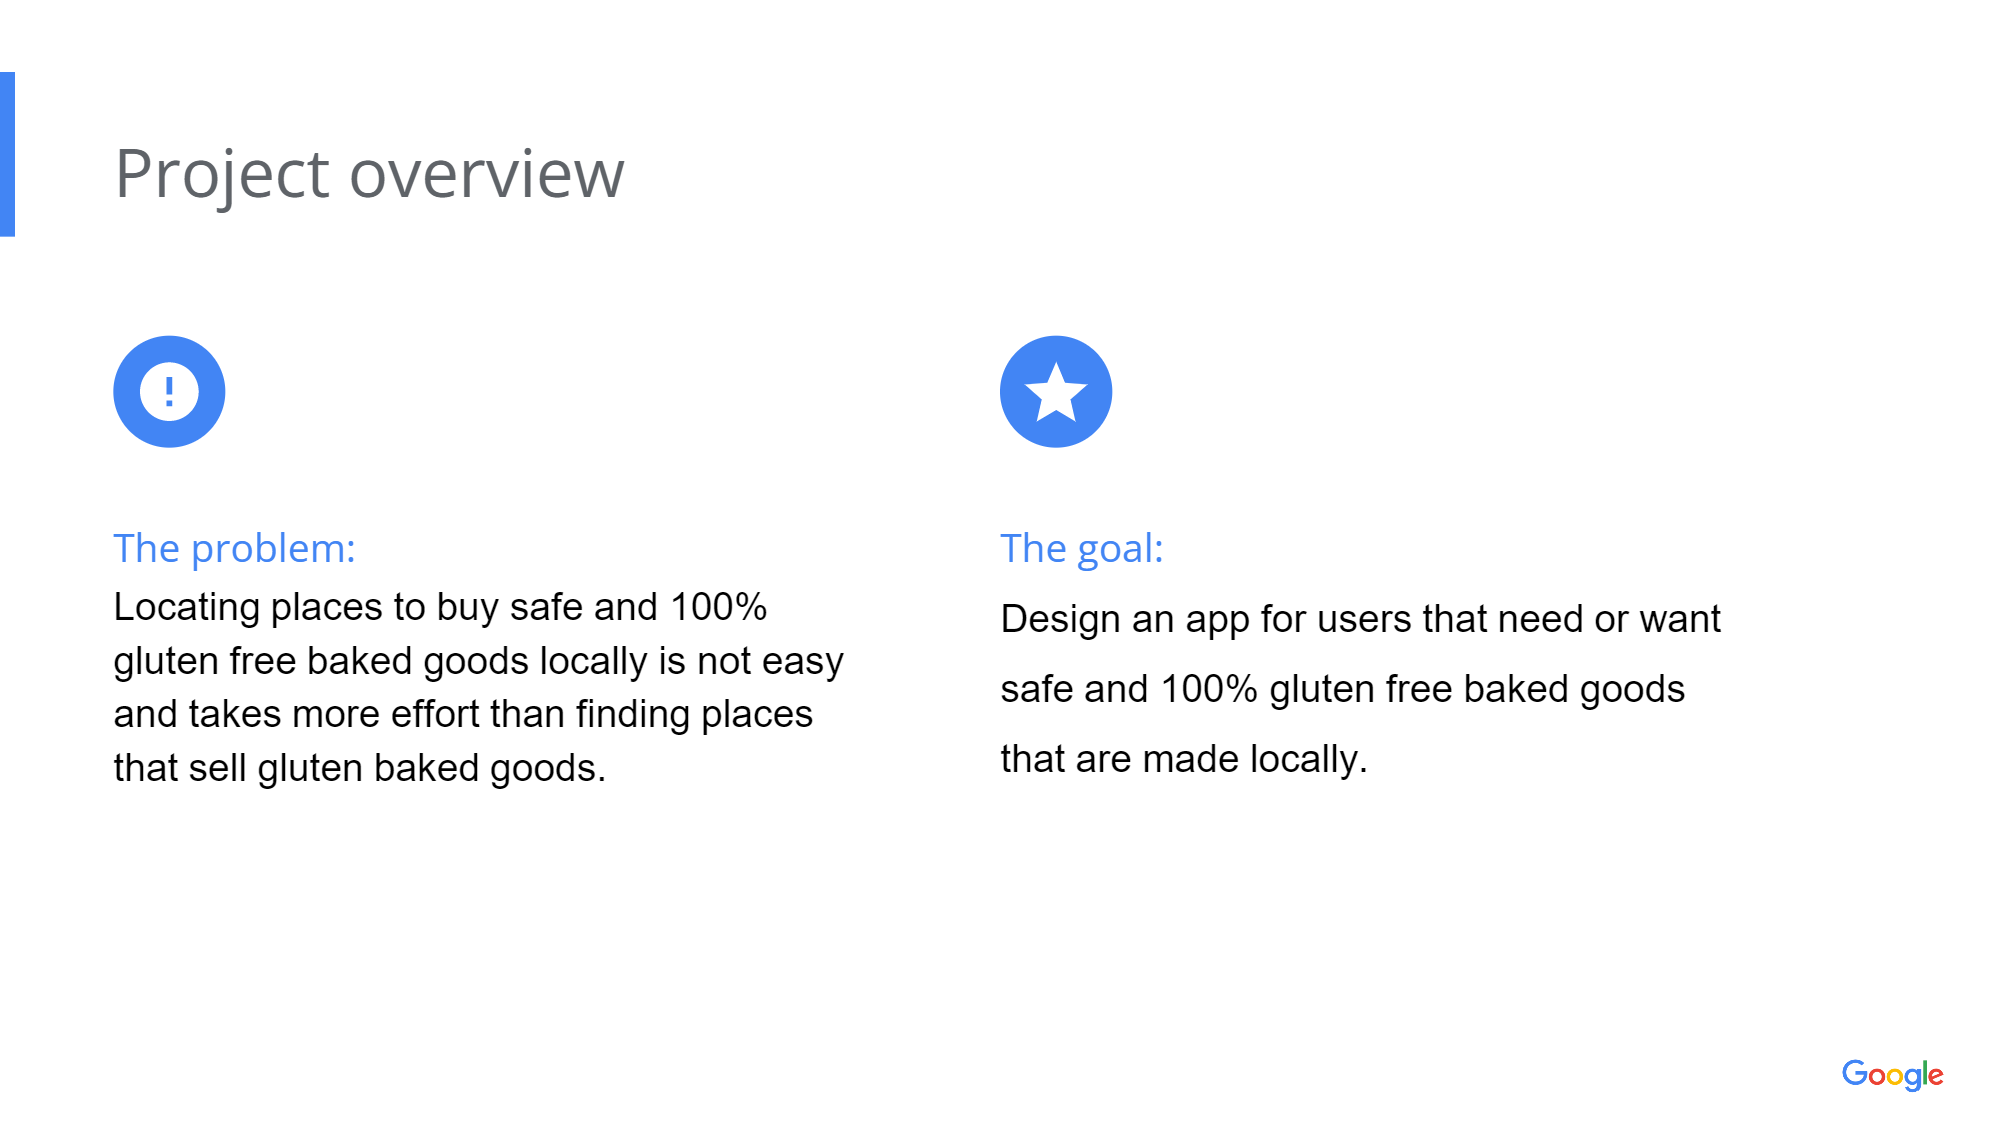 Project overview
The problem:
Locating places to buy safe and 100%
gluten free baked goods locally is not easy
and takes more effort than finding places
that sell gluten baked goods.
The goal:
Design an app for users that need or want
safe and 100% gluten free baked goods
that are made locally.
Google